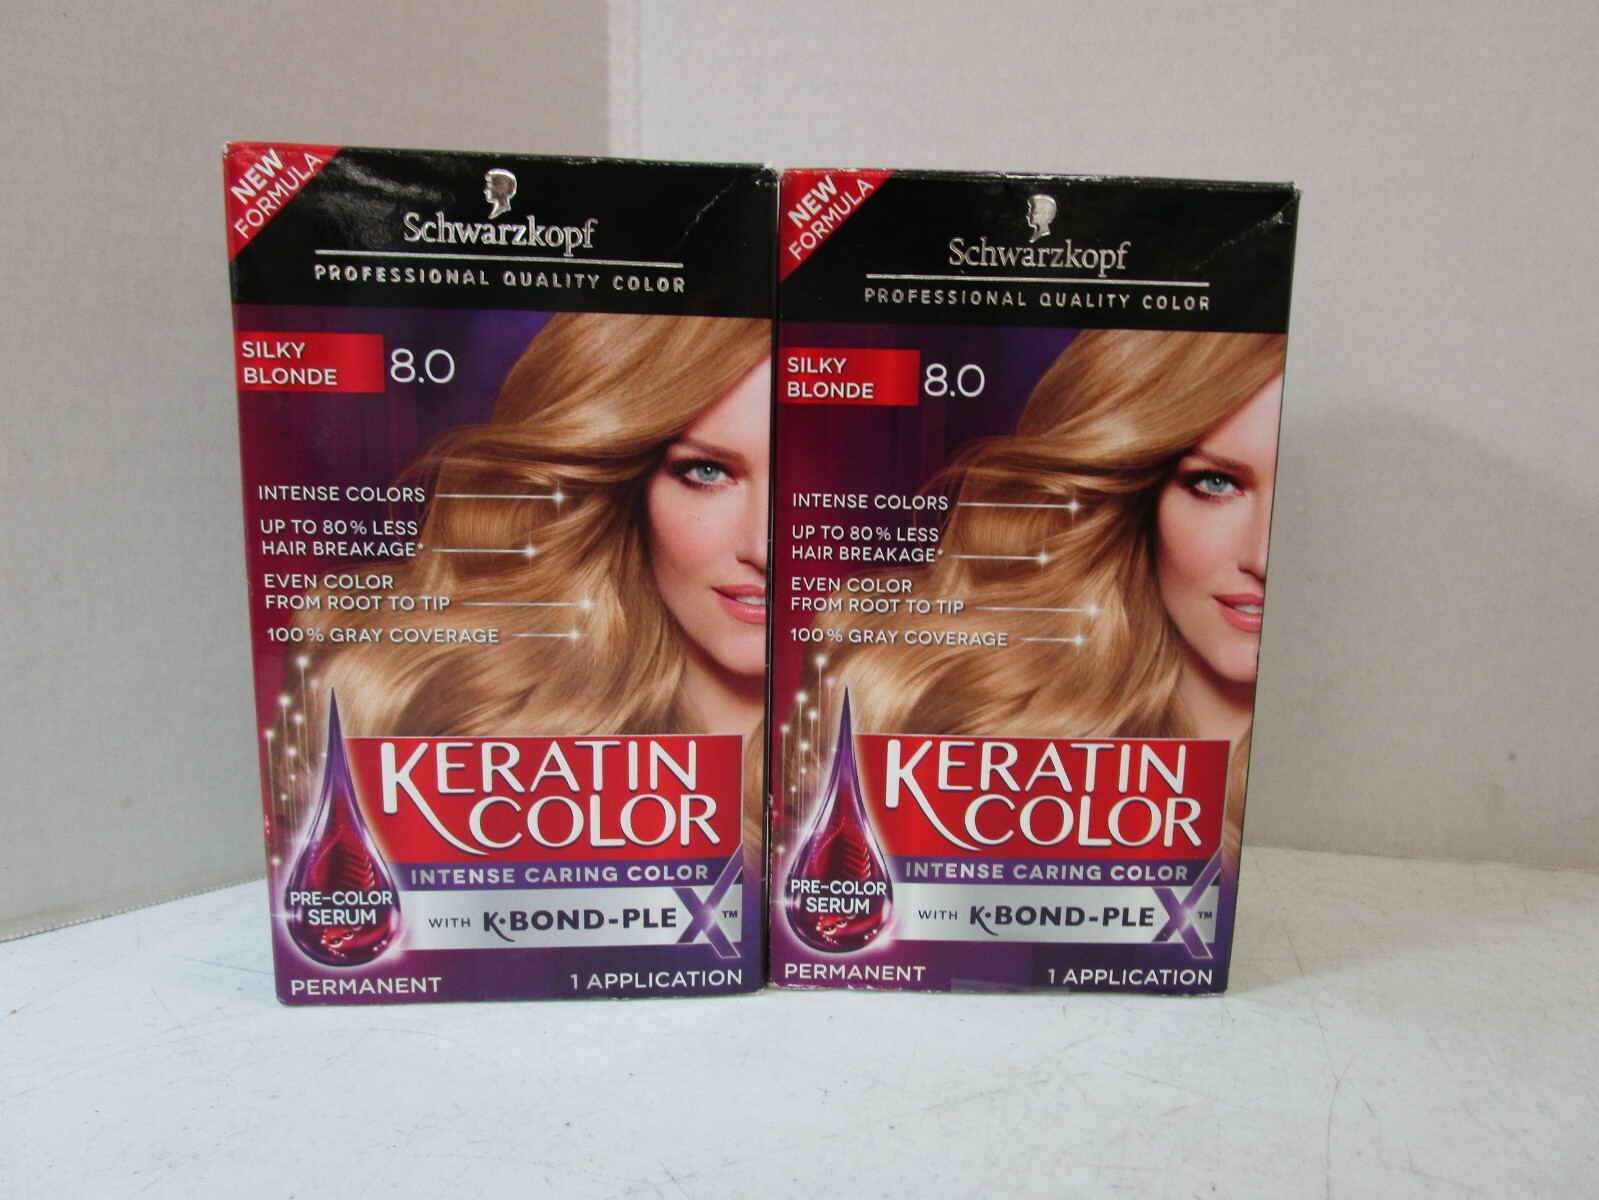 NEW
FORMULA
Schwarzkopf
PROFESSIONAL QUALITY COLOR
SILKY
BLONDE
8.0
INTENSE COLORS
UP TO 80% LESS
HAIR BREAKAGE*
EVEN COLOR
FROM ROOT TO TIP
100% GRAY COVERAGE
KERATIN
COLOR
INTENSE CARING COLOR
PRE-COLOR
SERUM
WITH K•BOND-PLEX™
PERMANENT
1 APPLICATION
NEW
FORMULA
Schwarzkopf
PROFESSIONAL QUALITY COLOR
SILKY
BLONDE
8.0
INTENSE COLORS
UP TO 80% LESS
HAIR BREAKAGE*
EVEN COLOR
FROM ROOT TO TIP
100% GRAY COVERAGE
KERATIN
COLOR
INTENSE CARING COLOR
PRE-COLOR
SERUM
WITH K•BOND-PLEX™
PERMANENT
1 APPLICATION